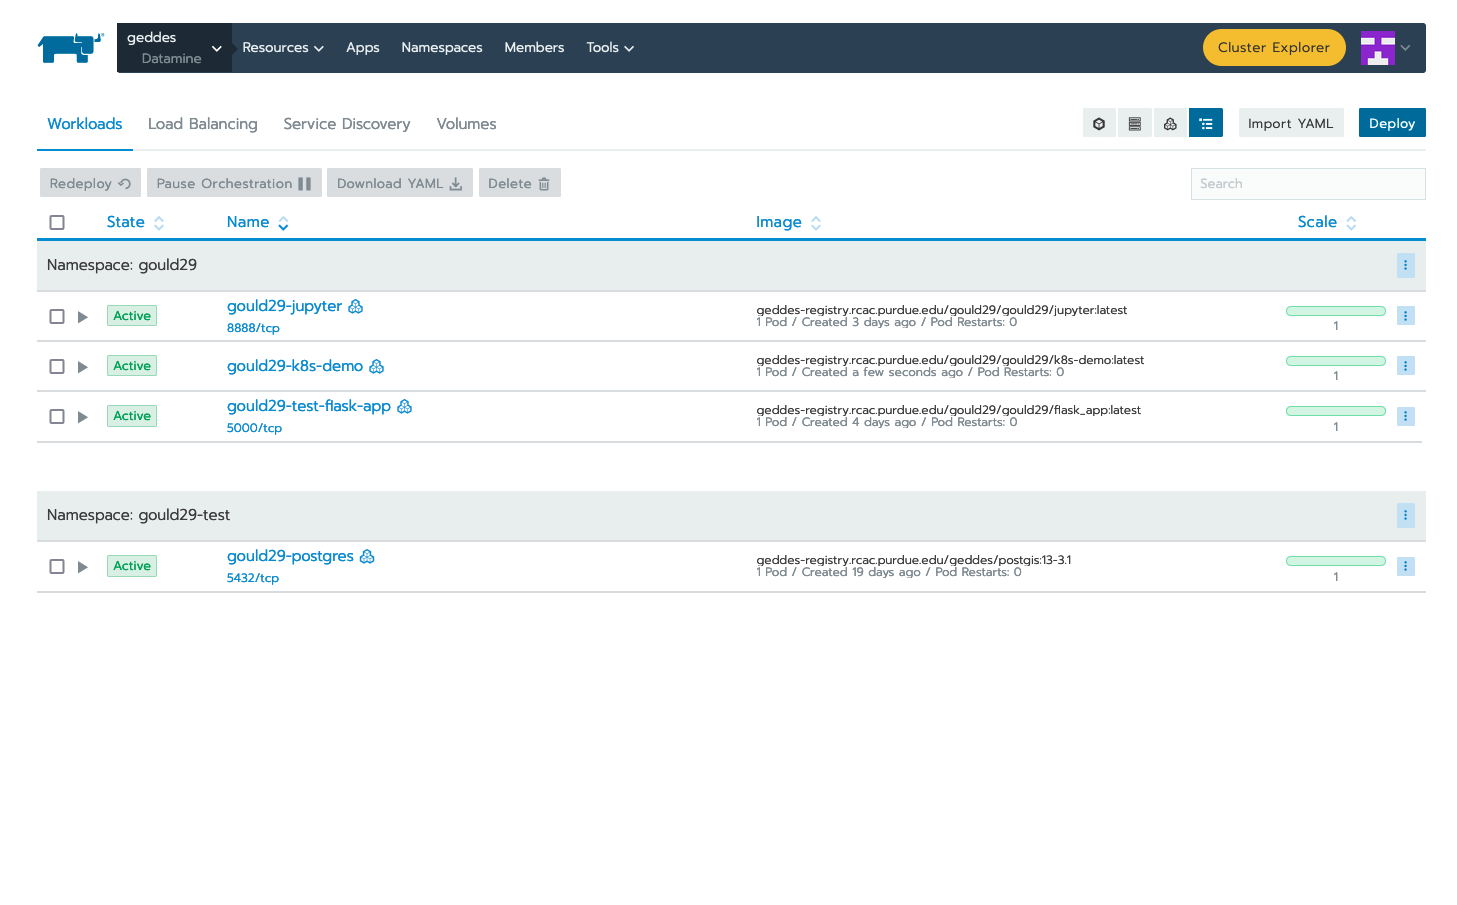 geddes
Datamine
Resources Apps Namespaces Members Tools
Cluster Explorer
Workloads Load Balancing Service Discovery Volumes
Import YAML Deploy
Redeploy Pause Orchestration Download YAML Delete
Search
State Name Image Scale
Namespace: gould29
Active gould29-jupyter
8888/tcp
geddes-registry.rcac.purdue.edu/gould29/gould29/jupyter:latest
1 Pod / Created 3 days ago / Pod Restarts: 0
1
Active gould29-k8s-demo
geddes-registry.rcac.purdue.edu/gould29/gould29/k8s-demo:latest
1 Pod / Created a few seconds ago / Pod Restarts: 0
1
Active gould29-test-flask-app
5000/tcp
geddes-registry.rcac.purdue.edu/gould29/gould29/flask_app:latest
1 Pod / Created 4 days ago / Pod Restarts: 0
1
Namespace: gould29-test
Active gould29-postgres
5432/tcp
geddes-registry.rcac.purdue.edu/geddes/postgis:13-3.1
1 Pod / Created 19 days ago / Pod Restarts: 0
1